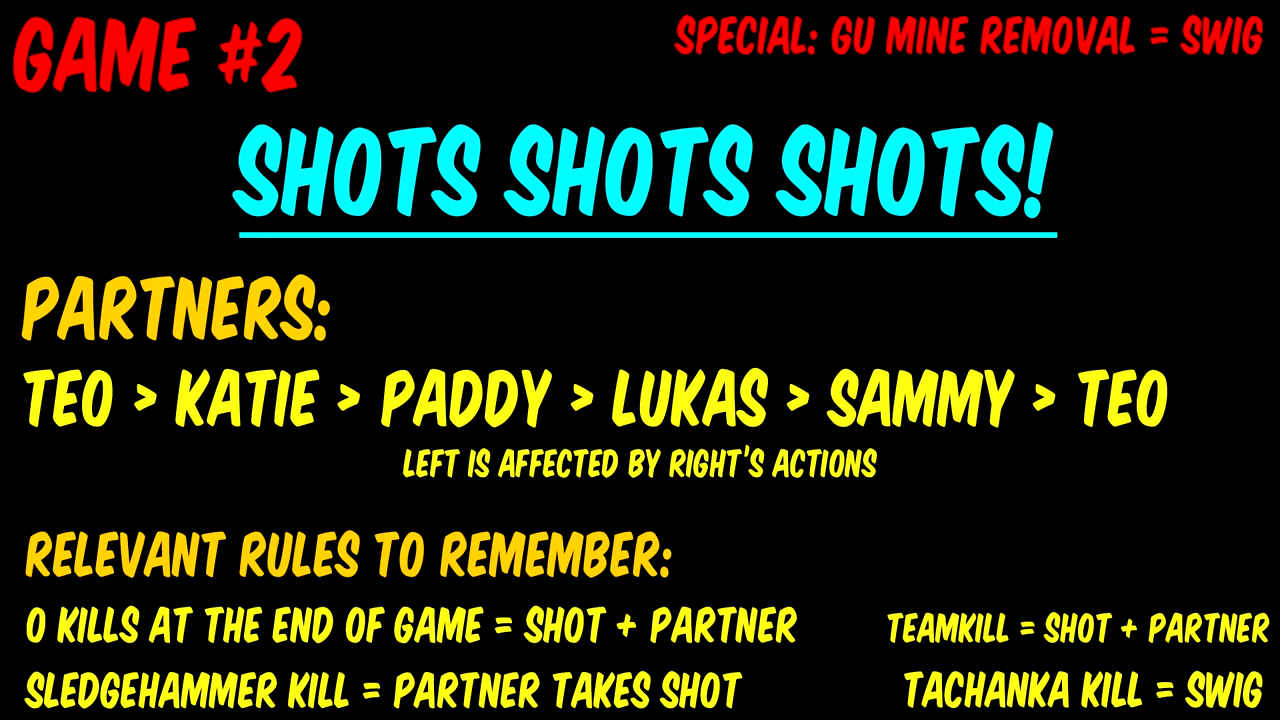 GAME #2
SPECIAL: GU MINE REMOVAL = SWIG
SHOTS SHOTS SHOTS!
PARTNERS:
TEO > KATIE > PADDY > LUKAS > SAMMY > TEO
LEFT IS AFFECTED BY RIGHT'S ACTIONS
RELEVANT RULES TO REMEMBER:
0 KILLS AT THE END OF GAME = SHOT + PARTNER
TEAMKILL = SHOT + PARTNER
SLEDGEHAMMER KILL = PARTNER TAKES SHOT
TACHANKA KILL = SWIG